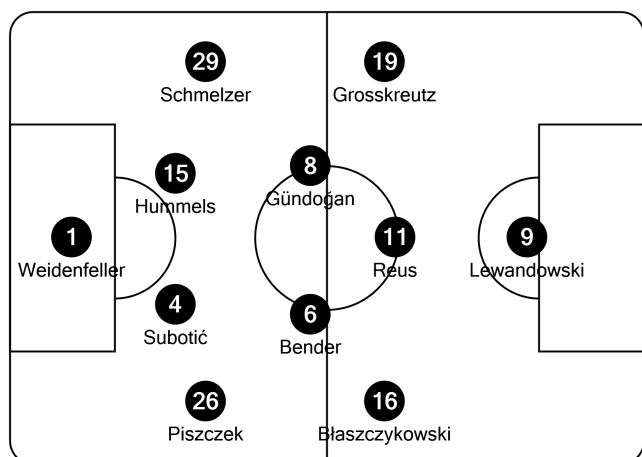 29
Schmelzer
19
Grosskreutz
15
Hummels
8
Gündoğan
1
Weidenfeller
11
Reus
9
Lewandowski
4
Subotić
6
Bender
26
Piszczek
16
Błaszczykowski